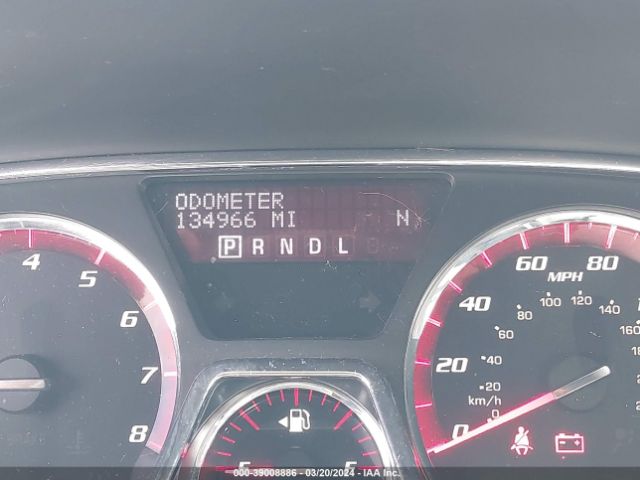 ODOMETER
134966 MI N
P R N D L
4 5 6 7 8
0 20 40 60 80
MPH
0 20 40 60 80 100 120 140 160
km/h
000-39008886 - 03/20/2024 - IAA Inc.